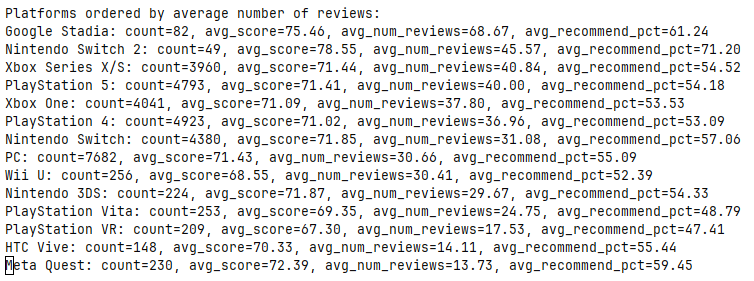 Platforms ordered by average number of reviews:
Google Stadia: count=82, avg_score=75.46, avg_num_reviews=68.67, avg_recommend_pct=61.24
Nintendo Switch 2: count=49, avg_score=78.55, avg_num_reviews=45.57, avg_recommend_pct=71.20
Xbox Series X/S: count=3960, avg_score=71.44, avg_num_reviews=40.84, avg_recommend_pct=54.52
PlayStation 5: count=4793, avg_score=71.41, avg_num_reviews=40.00, avg_recommend_pct=54.18
Xbox One: count=4041, avg_score=71.09, avg_num_reviews=37.80, avg_recommend_pct=53.53
PlayStation 4: count=4923, avg_score=71.02, avg_num_reviews=36.96, avg_recommend_pct=53.09
Nintendo Switch: count=4380, avg_score=71.85, avg_num_reviews=31.08, avg_recommend_pct=57.06
PC: count=7682, avg_score=71.43, avg_num_reviews=30.66, avg_recommend_pct=55.09
Wii U: count=256, avg_score=68.55, avg_num_reviews=30.41, avg_recommend_pct=52.39
Nintendo 3DS: count=224, avg_score=71.87, avg_num_reviews=29.67, avg_recommend_pct=54.33
PlayStation Vita: count=253, avg_score=69.35, avg_num_reviews=24.75, avg_recommend_pct=48.79
PlayStation VR: count=209, avg_score=67.30, avg_num_reviews=17.53, avg_recommend_pct=47.41
HTC Vive: count=148, avg_score=70.33, avg_num_reviews=14.11, avg_recommend_pct=55.44
Meta Quest: count=230, avg_score=72.39, avg_num_reviews=13.73, avg_recommend_pct=59.45